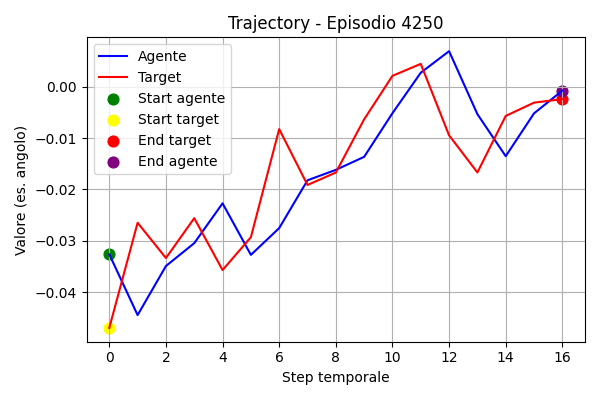 Trajectory - Episodio 4250
Agente
Target
Start agente
Start target
End target
End agente
Valore (es. angolo)
0.00
−0.01
−0.02
−0.03
−0.04
0 2 4 6 8 10 12 14 16
Step temporale